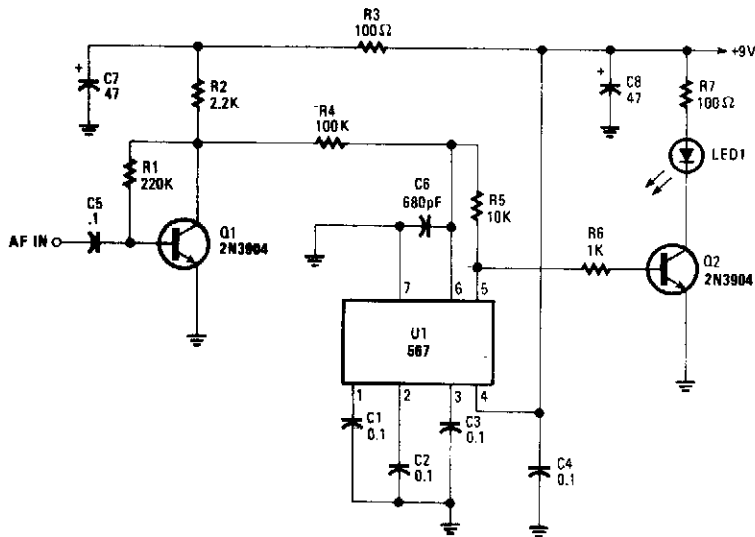 R3
100Ω
+9V
+
C7
47
R2
2.2K
+
C8
47
R7
100Ω
R4
100K
LED1
R1
220K
C6
680pF
R5
10K
C5
.1
AF IN
Q1
2N3904
R6
1K
Q2
2N3904
7
6
5
U1
567
1
2
3
4
C1
0.1
C3
0.1
C2
0.1
C4
0.1